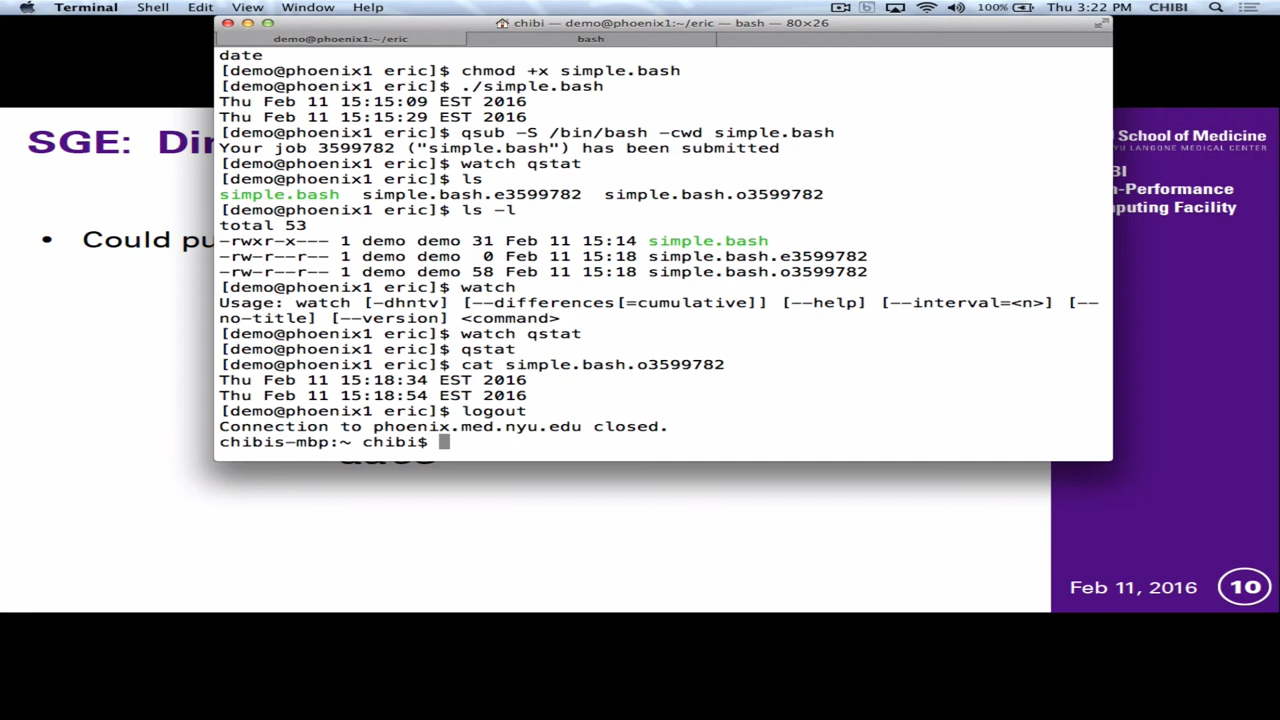 Terminal Shell Edit View Window Help 100% Thu 3:22 PM CHIBI
chibi — demo@phoenix1:~/eric — bash — 80×26
demo@phoenix1:~/eric bash
date
[demo@phoenix1 eric]$ chmod +x simple.bash
[demo@phoenix1 eric]$ ./simple.bash
Thu Feb 11 15:15:09 EST 2016
Thu Feb 11 15:15:29 EST 2016
[demo@phoenix1 eric]$ qsub -S /bin/bash -cwd simple.bash
Your job 3599782 ("simple.bash") has been submitted
[demo@phoenix1 eric]$ watch qstat
[demo@phoenix1 eric]$ ls
simple.bash simple.bash.e3599782 simple.bash.o3599782
[demo@phoenix1 eric]$ ls -l
total 53
-rwxr-x--- 1 demo demo 31 Feb 11 15:14 simple.bash
-rw-r--r-- 1 demo demo 0 Feb 11 15:18 simple.bash.e3599782
-rw-r--r-- 1 demo demo 58 Feb 11 15:18 simple.bash.o3599782
[demo@phoenix1 eric]$ watch
Usage: watch [-dhntv] [--differences[=cumulative]] [--help] [--interval=<n>] [--
no-title] [--version] <command>
[demo@phoenix1 eric]$ watch qstat
[demo@phoenix1 eric]$ qstat
[demo@phoenix1 eric]$ cat simple.bash.o3599782
Thu Feb 11 15:18:34 EST 2016
Thu Feb 11 15:18:54 EST 2016
[demo@phoenix1 eric]$ logout
Connection to phoenix.med.nyu.edu closed.
chibis-mbp:~ chibi$
SGE: Di
• Could pu
School of Medicine
YU LANGONE MEDICAL CENTER
BI
-Performance
puting Facility
Feb 11, 2016 10